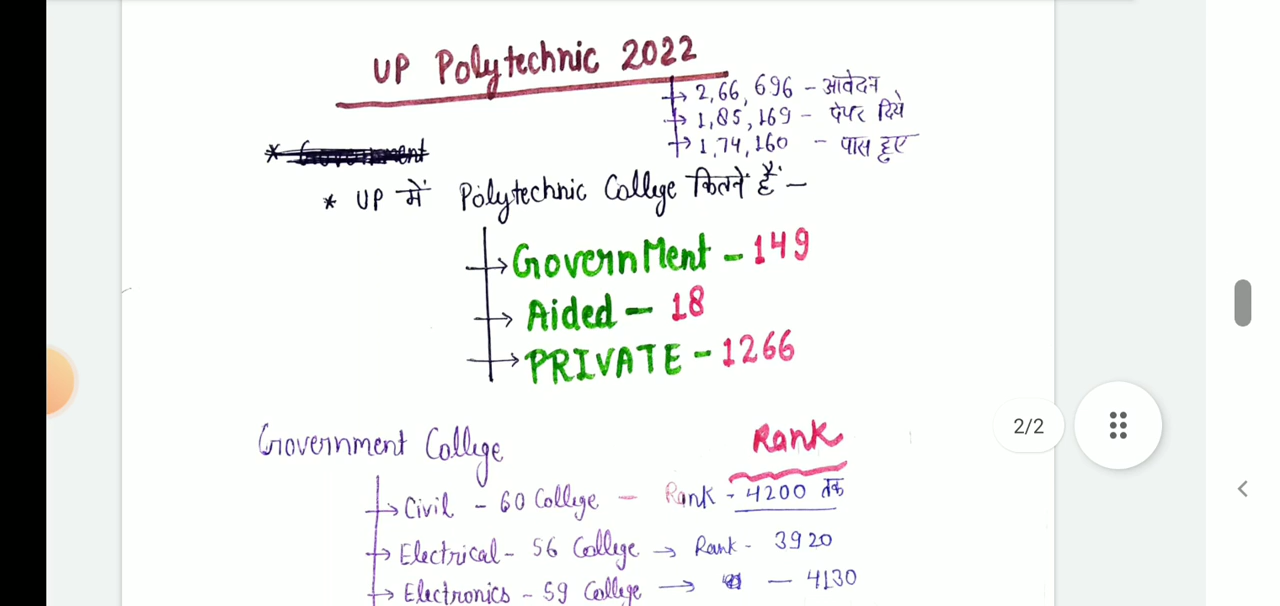 UP Polytechnic 2022
→ 2,66,696 - आवेदन
→ 1,85,169 - पेपर दिये
→ 1,74,160 - पास हुए
* Government
* UP में Polytechnic College कितने हैं -
→ Government - 149
→ Aided - 18
→ PRIVATE - 1266
Government College Rank
→ Civil - 60 College - Rank - 4200 तक
→ Electrical - 56 College → Rank - 3920
→ Electronics - 59 College → - 4130
2/2